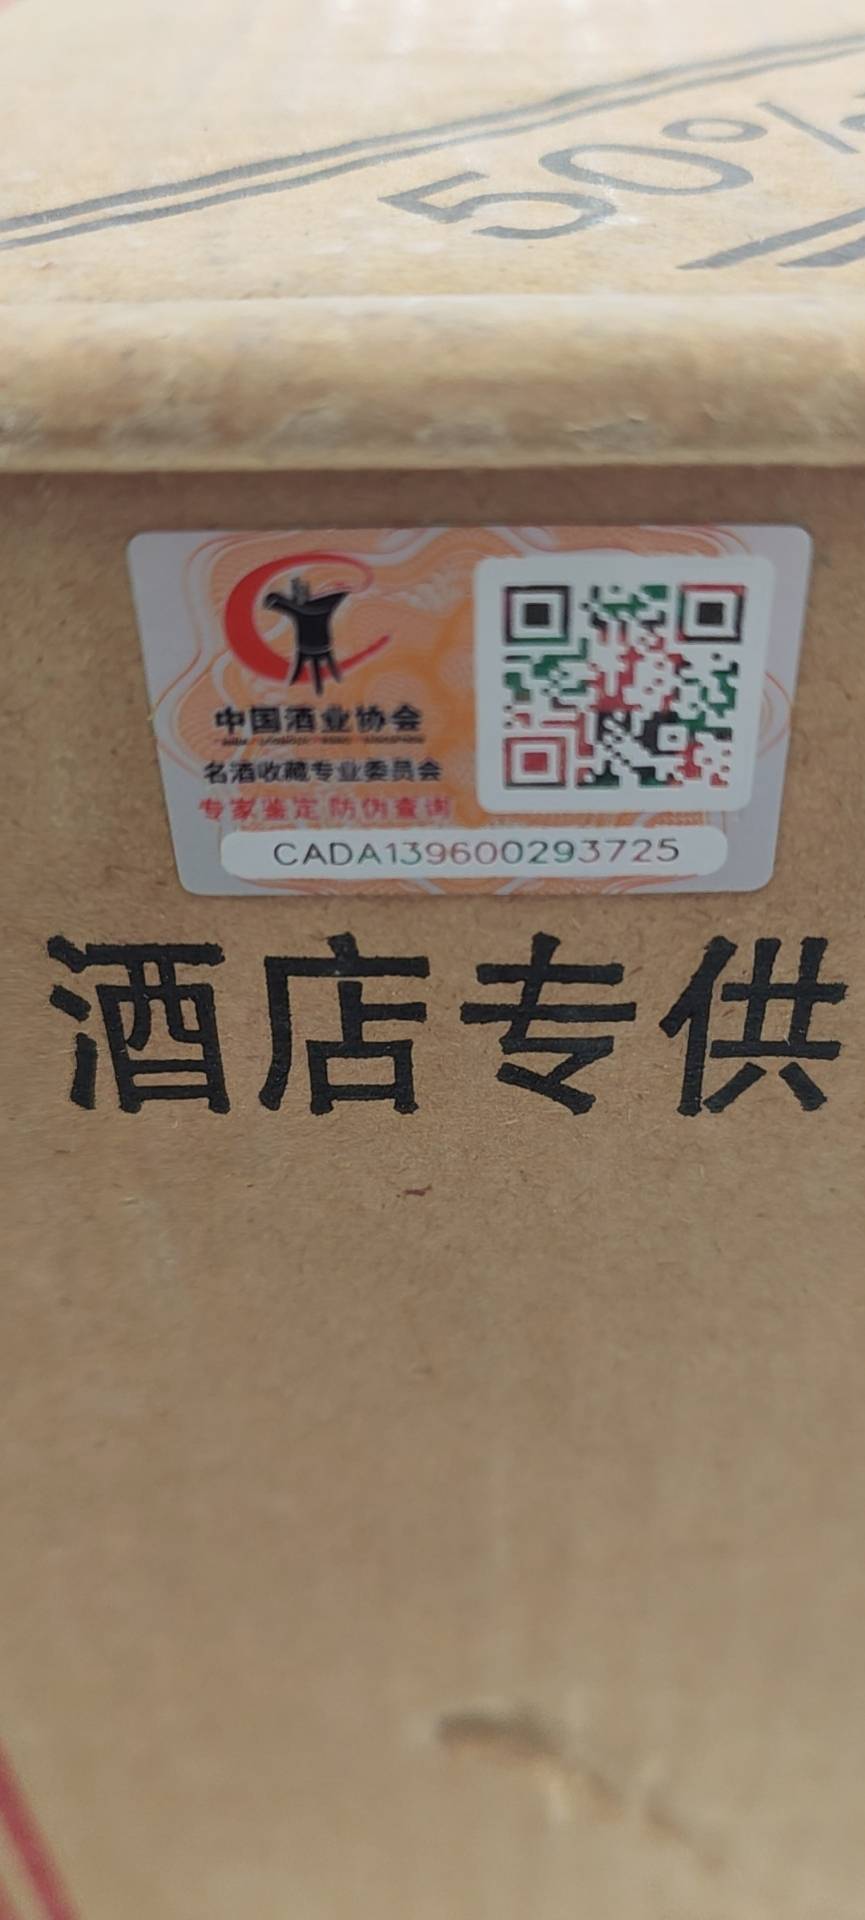 50%
中国酒业协会
名酒收藏专业委员会
专家鉴定 防伪查询
CADA139600293725
酒店专供